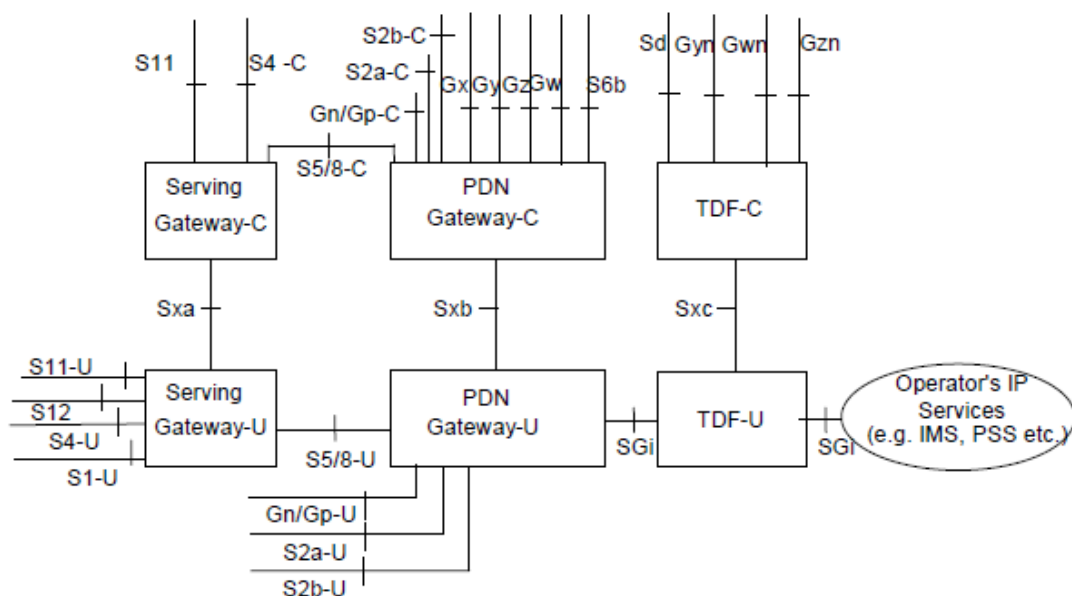 S11
S4 -C
S2b-C
S2a-C
Gn/Gp-C
Gx
Gy
Gz
Gw
S6b
Sd
Gyn
Gwn
Gzn
S5/8-C
Serving
Gateway-C
PDN
Gateway-C
TDF-C
Sxa
Sxb
Sxc
S11-U
S12
S4-U
S1-U
Serving
Gateway-U
S5/8-U
PDN
Gateway-U
SGi
TDF-U
SGi
Operator's IP
Services
(e.g. IMS, PSS etc.)
Gn/Gp-U
S2a-U
S2b-U